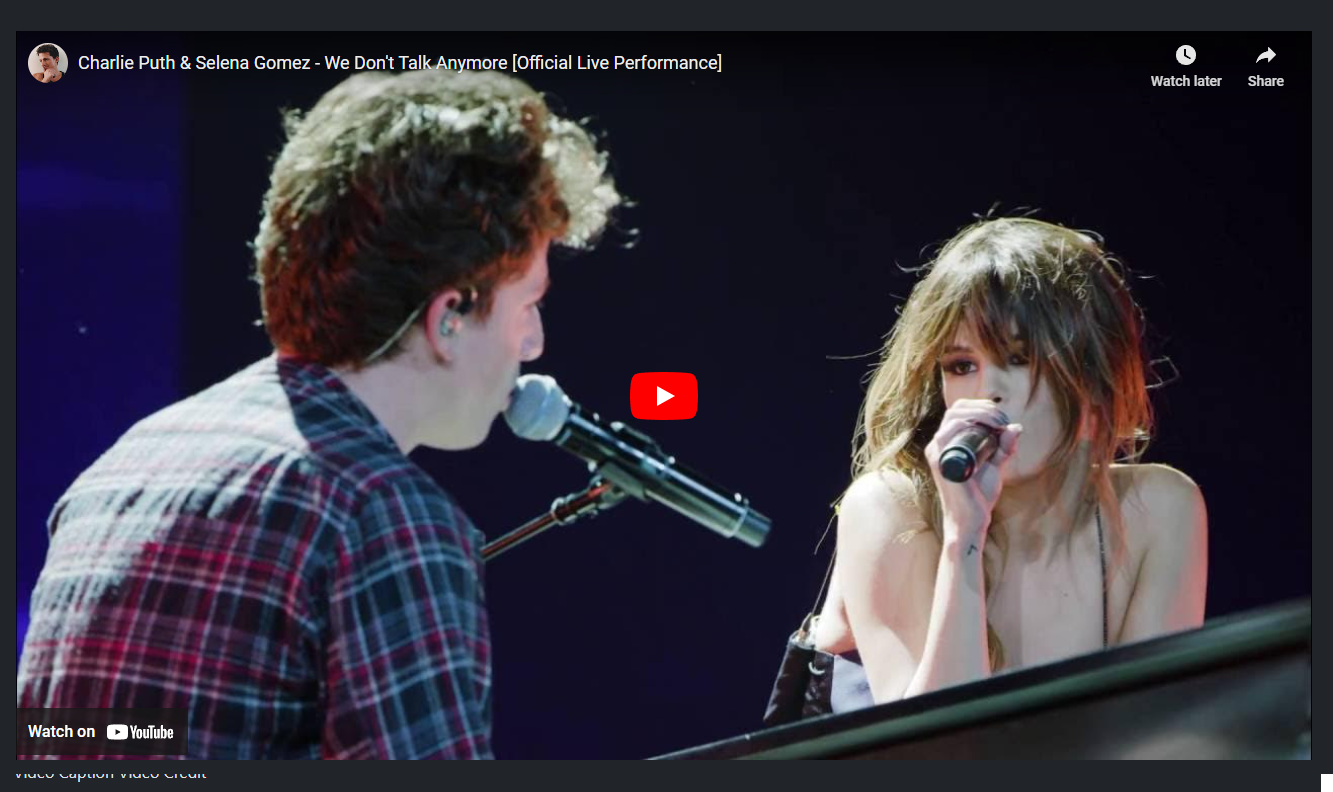 Charlie Puth & Selena Gomez - We Don't Talk Anymore [Official Live Performance]
Watch later
Share
Watch on YouTube
Video Caption Video Credit